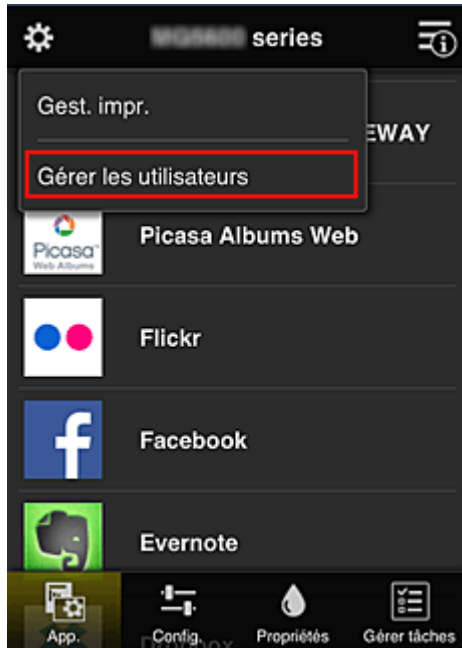 series
Gest. impr.
EWAY
Gérer les utilisateurs
Picasa™
Web Albums
Picasa Albums Web
Flickr
Facebook
Evernote
App.
Config.
Propriétés
Gérer tâches